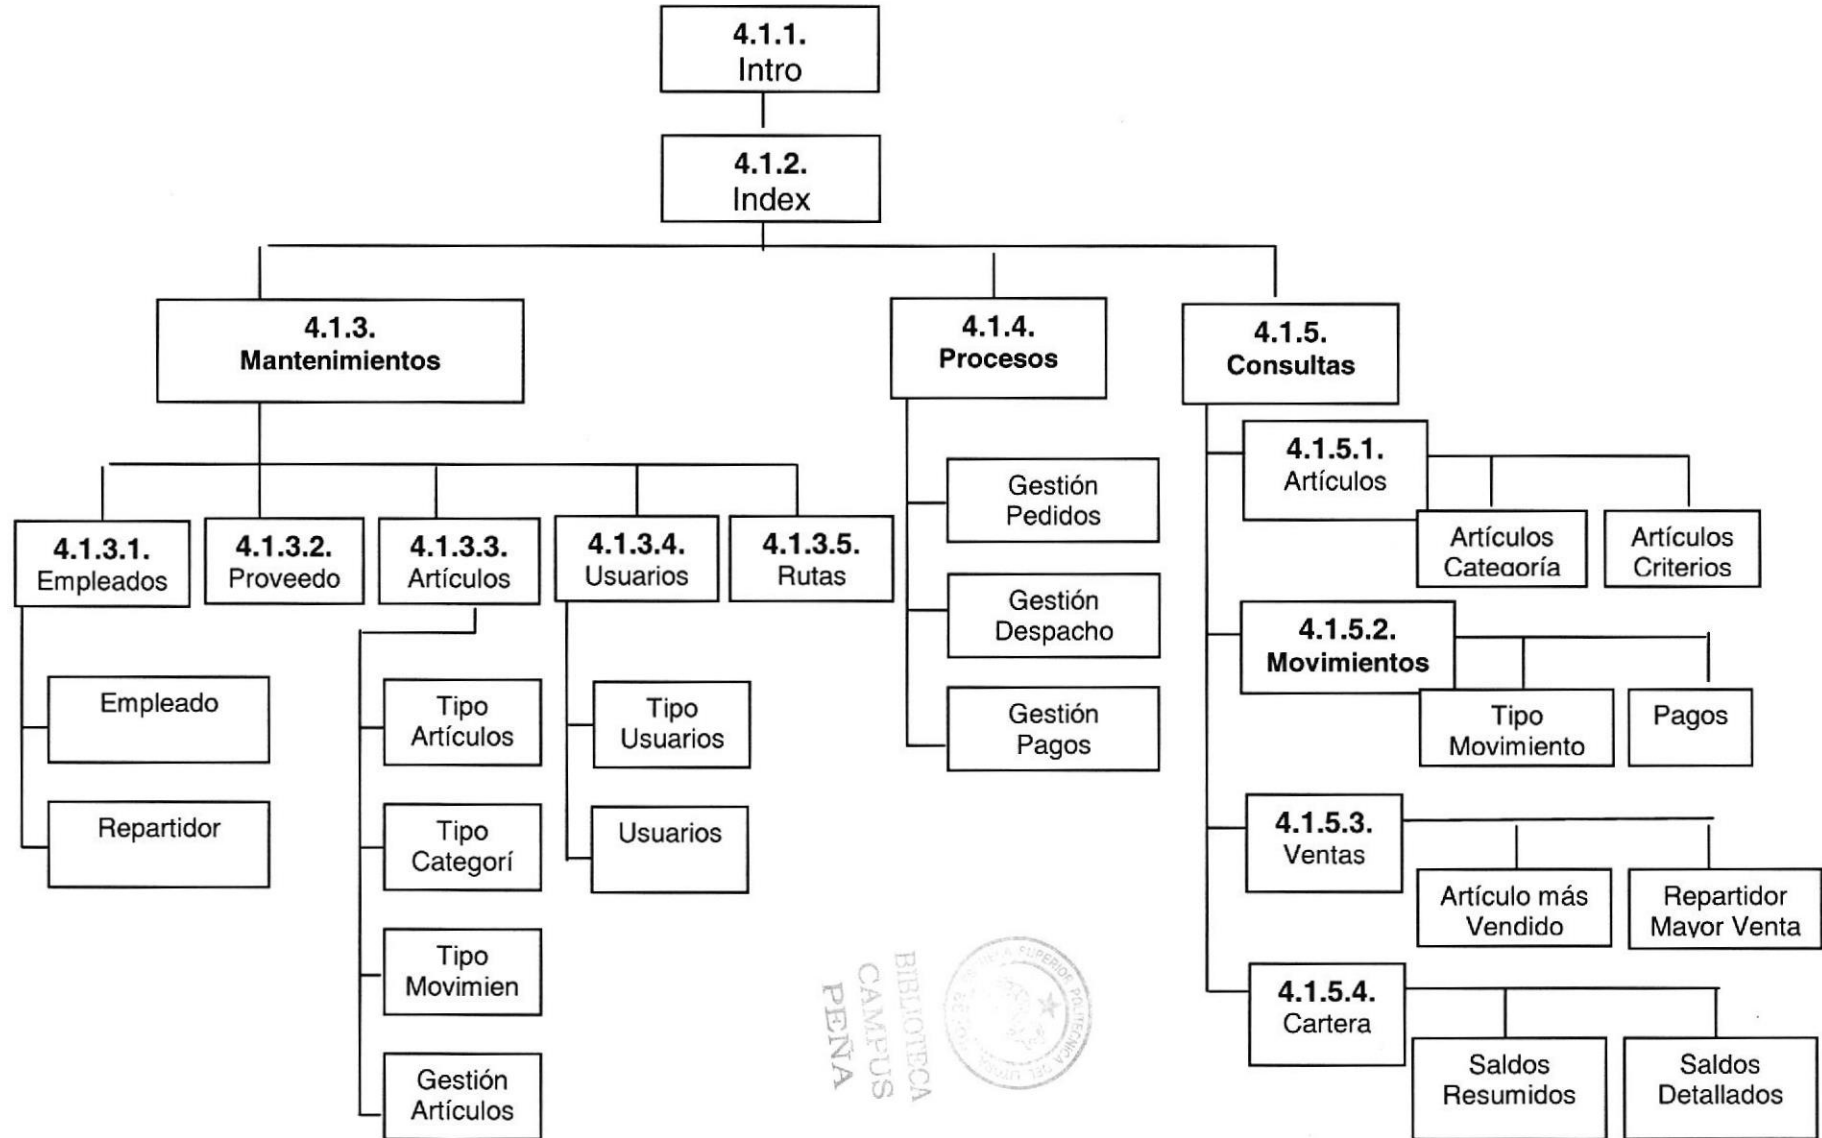 4.1.1.
Intro
4.1.2.
Index
4.1.3.
Mantenimientos
4.1.4.
Procesos
4.1.5.
Consultas
4.1.3.1.
Empleados
4.1.3.2.
Proveedo
4.1.3.3.
Artículos
4.1.3.4.
Usuarios
4.1.3.5.
Rutas
Empleado
Repartidor
Tipo
Artículos
Tipo
Categorí
Tipo
Movimien
Gestión
Artículos
Tipo
Usuarios
Usuarios
Gestión
Pedidos
Gestión
Despacho
Gestión
Pagos
4.1.5.1.
Artículos
Artículos
Categoría
Artículos
Criterios
4.1.5.2.
Movimientos
Tipo
Movimiento
Pagos
4.1.5.3.
Ventas
Artículo más
Vendido
Repartidor
Mayor Venta
4.1.5.4.
Cartera
Saldos
Resumidos
Saldos
Detallados
BIBLIOTECA
CAMPUS
PEÑA
SUPERIOR POLITECNICA DEL